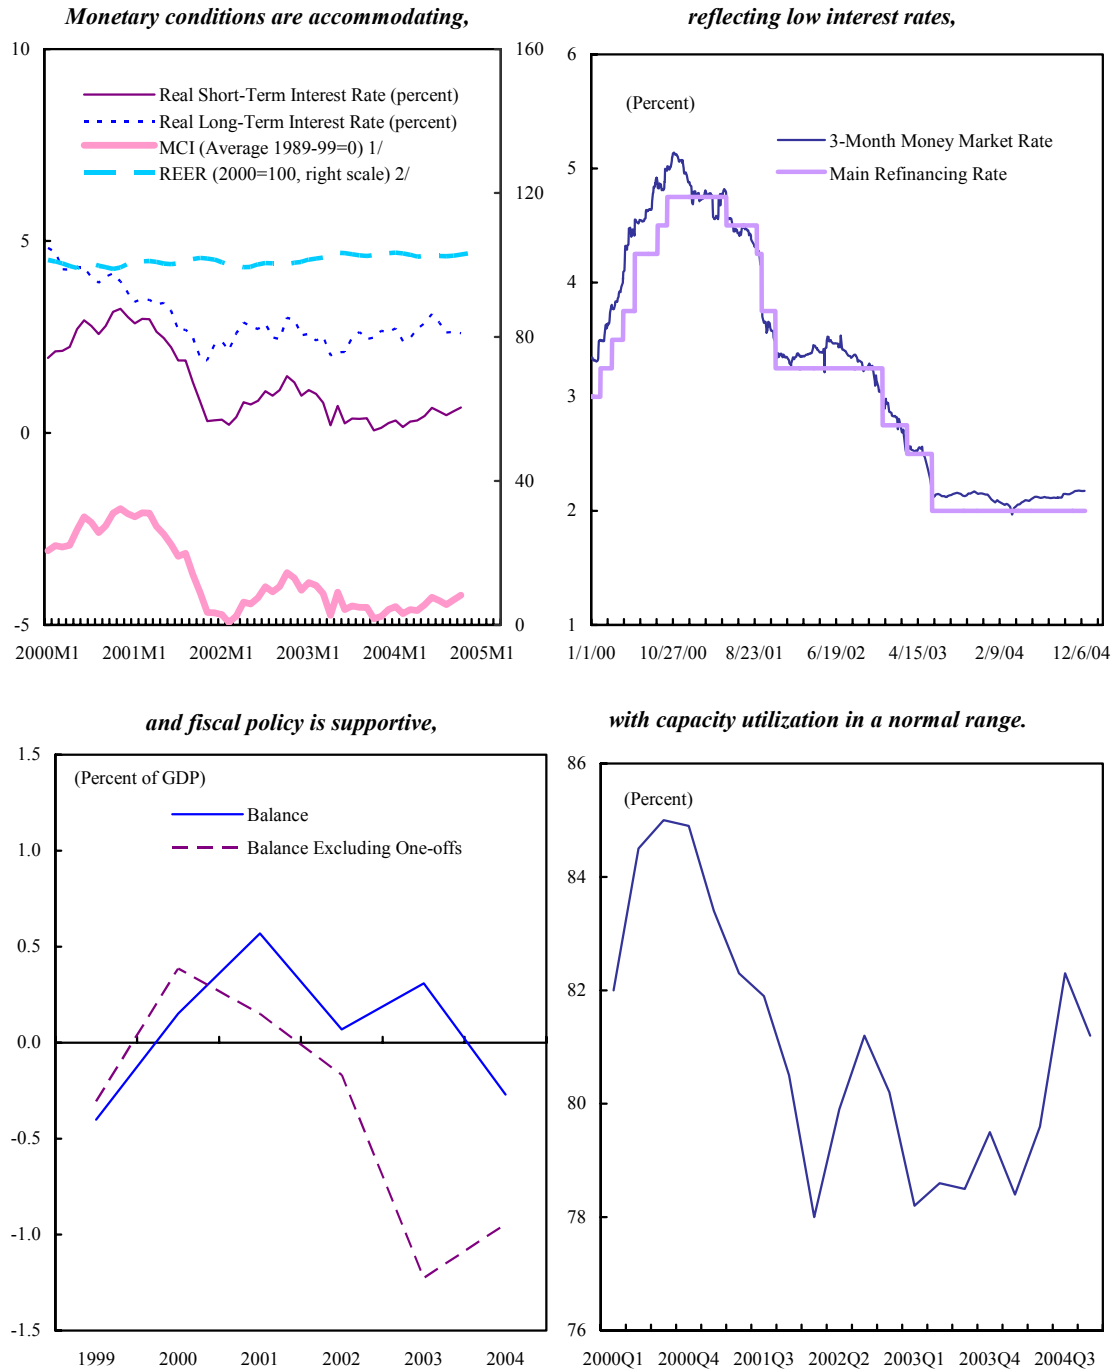 Monetary conditions are accommodating,
10
5
0
-5
160
120
80
40
0
Real Short-Term Interest Rate (percent)
Real Long-Term Interest Rate (percent)
MCI (Average 1989-99=0) 1/
REER (2000=100, right scale) 2/
2000M1 2001M1 2002M1 2003M1 2004M1 2005M1
reflecting low interest rates,
6
5
4
3
2
1
(Percent)
3-Month Money Market Rate
Main Refinancing Rate
1/1/00 10/27/00 8/23/01 6/19/02 4/15/03 2/9/04 12/6/04
and fiscal policy is supportive,
1.5
1.0
0.5
0.0
-0.5
-1.0
-1.5
(Percent of GDP)
Balance
Balance Excluding One-offs
1999 2000 2001 2002 2003 2004
with capacity utilization in a normal range.
86
84
82
80
78
76
(Percent)
2000Q1 2000Q4 2001Q3 2002Q2 2003Q1 2003Q4 2004Q3